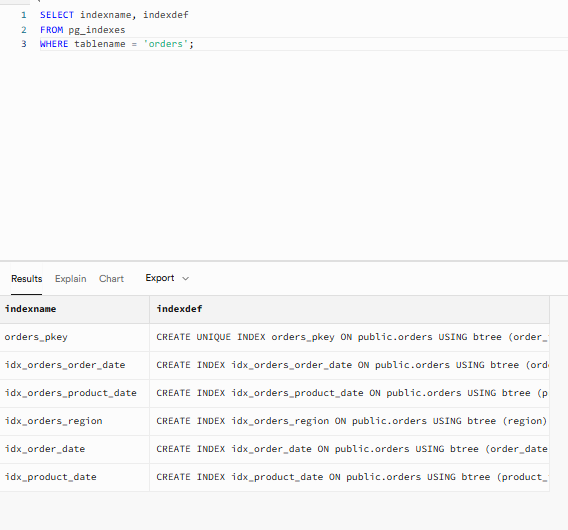 1 SELECT indexname, indexdef
2 FROM pg_indexes
3 WHERE tablename = 'orders';
Results Explain Chart Export
indexname indexdef
orders_pkey CREATE UNIQUE INDEX orders_pkey ON public.orders USING btree (order_
idx_orders_order_date CREATE INDEX idx_orders_order_date ON public.orders USING btree (ord
idx_orders_product_date CREATE INDEX idx_orders_product_date ON public.orders USING btree (p
idx_orders_region CREATE INDEX idx_orders_region ON public.orders USING btree (region)
idx_order_date CREATE INDEX idx_order_date ON public.orders USING btree (order_date
idx_product_date CREATE INDEX idx_product_date ON public.orders USING btree (product_